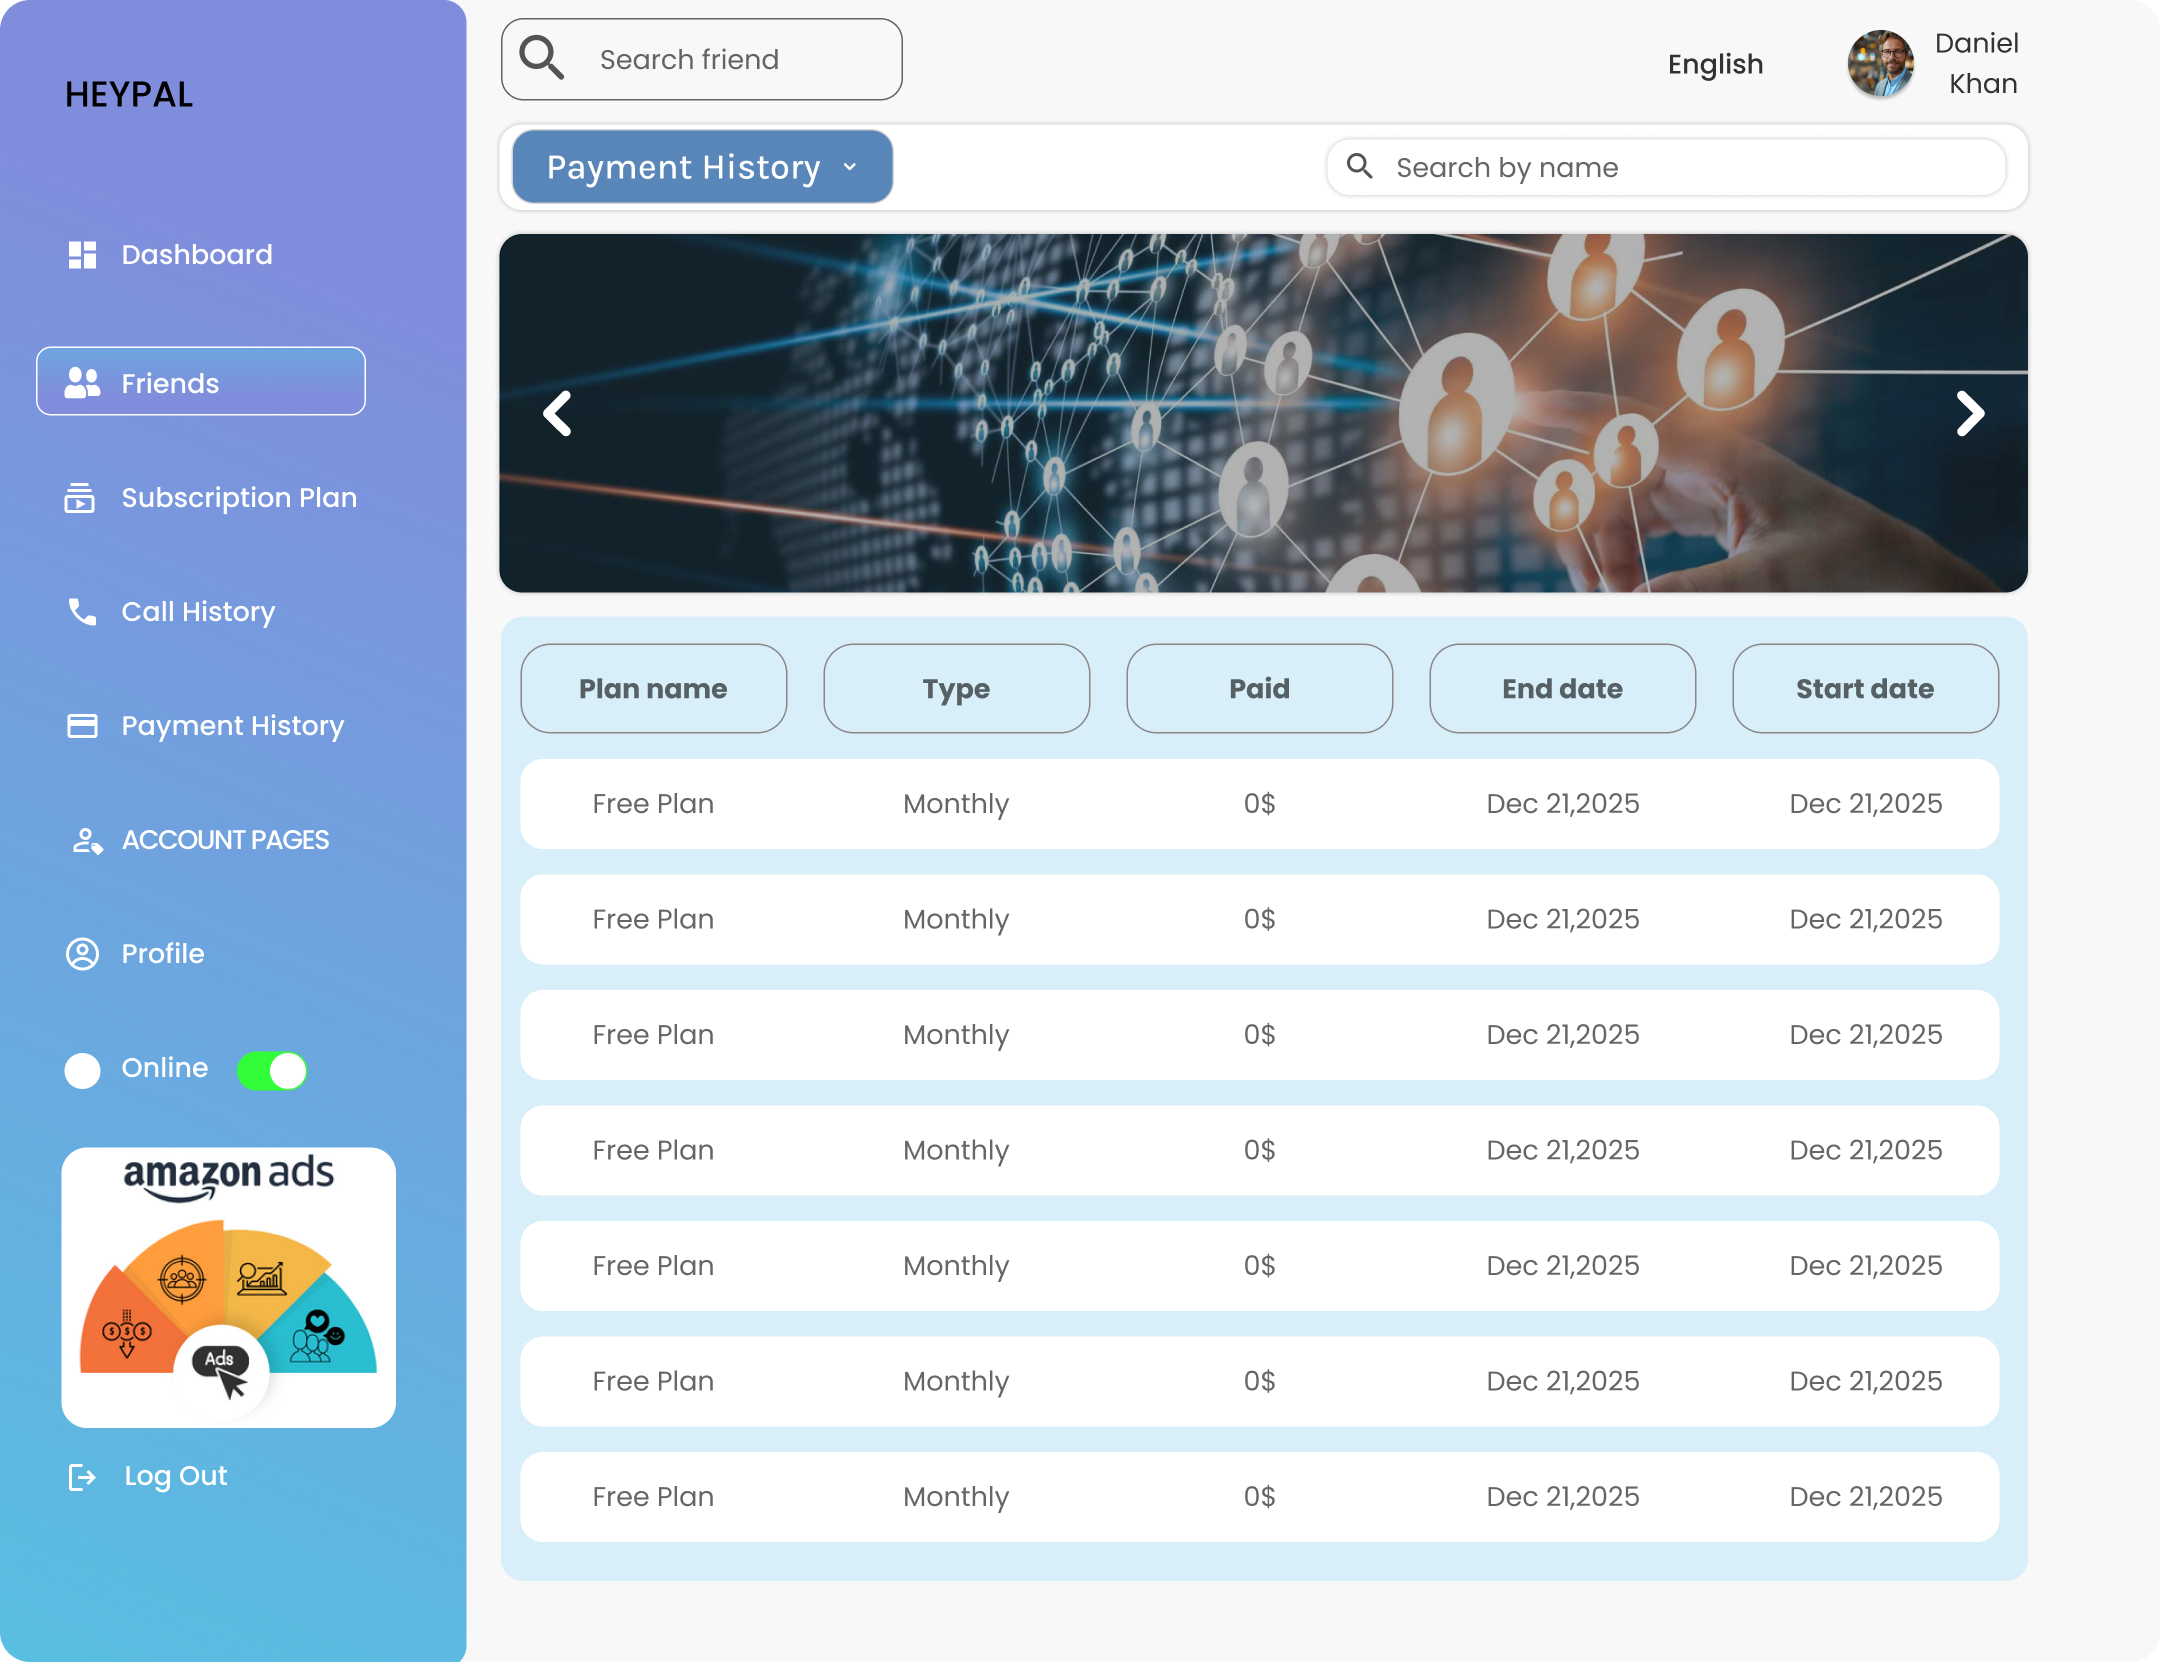 HEYPAL
Dashboard
Friends
Subscription Plan
Call History
Payment History
ACCOUNT PAGES
Profile
Online
amazon ads
$ $ $
Ads
Log Out
Search friend
English
Daniel
Khan
Payment History
Search by name
Plan name Type Paid End date Start date
Free Plan Monthly 0$ Dec 21,2025 Dec 21,2025
Free Plan Monthly 0$ Dec 21,2025 Dec 21,2025
Free Plan Monthly 0$ Dec 21,2025 Dec 21,2025
Free Plan Monthly 0$ Dec 21,2025 Dec 21,2025
Free Plan Monthly 0$ Dec 21,2025 Dec 21,2025
Free Plan Monthly 0$ Dec 21,2025 Dec 21,2025
Free Plan Monthly 0$ Dec 21,2025 Dec 21,2025